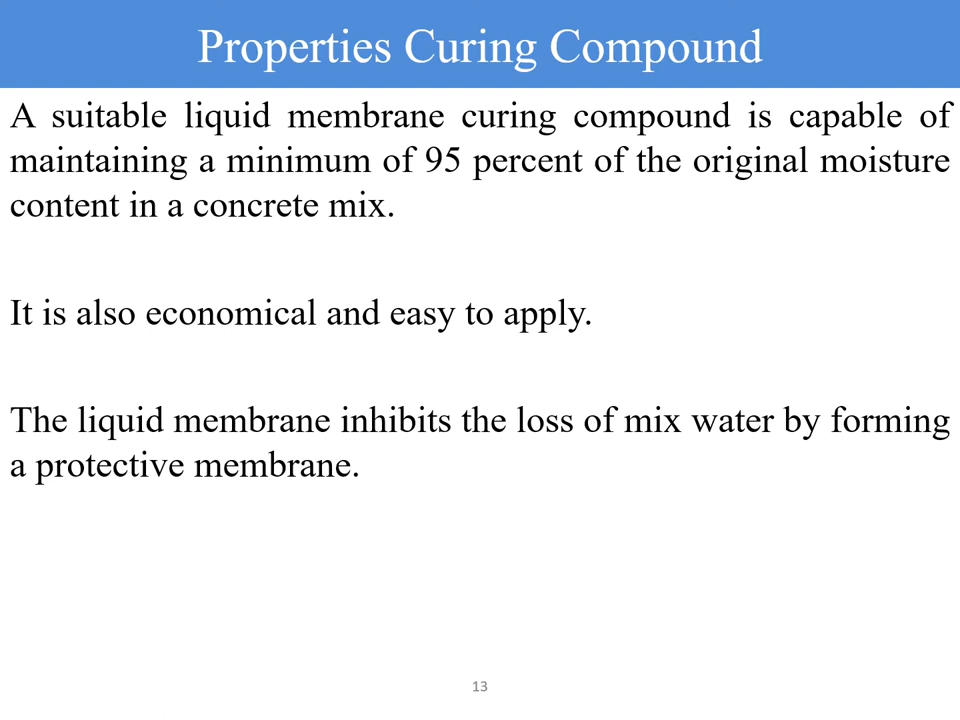 Properties Curing Compound
A suitable liquid membrane curing compound is capable of
maintaining a minimum of 95 percent of the original moisture
content in a concrete mix.
It is also economical and easy to apply.
The liquid membrane inhibits the loss of mix water by forming
a protective membrane.
13